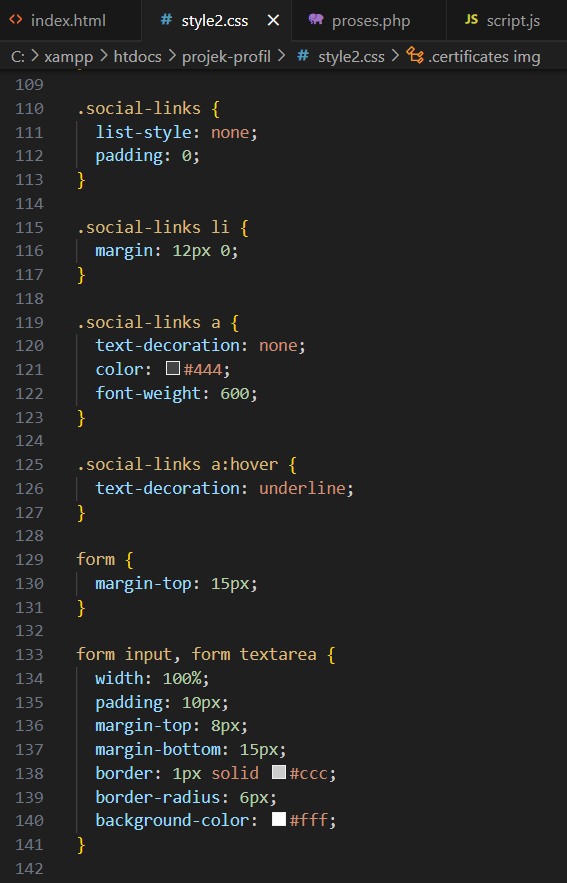 index.html style2.css proses.php JS script.js
C: > xampp > htdocs > projek-profil > # style2.css > .certificates img
109
110 .social-links {
111 list-style: none;
112 padding: 0;
113 }
114
115 .social-links li {
116 margin: 12px 0;
117 }
118
119 .social-links a {
120 text-decoration: none;
121 color: #444;
122 font-weight: 600;
123 }
124
125 .social-links a:hover {
126 text-decoration: underline;
127 }
128
129 form {
130 margin-top: 15px;
131 }
132
133 form input, form textarea {
134 width: 100%;
135 padding: 10px;
136 margin-top: 8px;
137 margin-bottom: 15px;
138 border: 1px solid #ccc;
139 border-radius: 6px;
140 background-color: #fff;
141 }
142